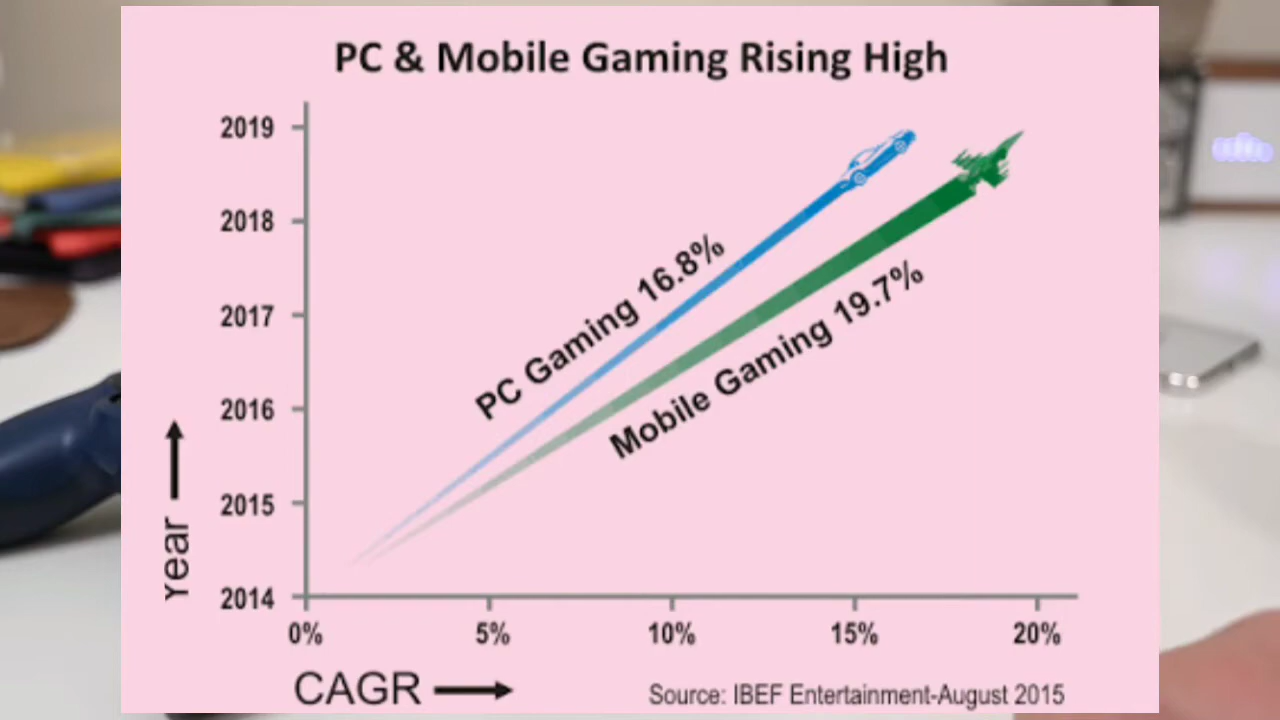 PC & Mobile Gaming Rising High
2019
2018
2017
2016
2015
2014
Year
PC Gaming 16.8%
Mobile Gaming 19.7%
0% 5% 10% 15% 20%
CAGR
Source: IBEF Entertainment-August 2015